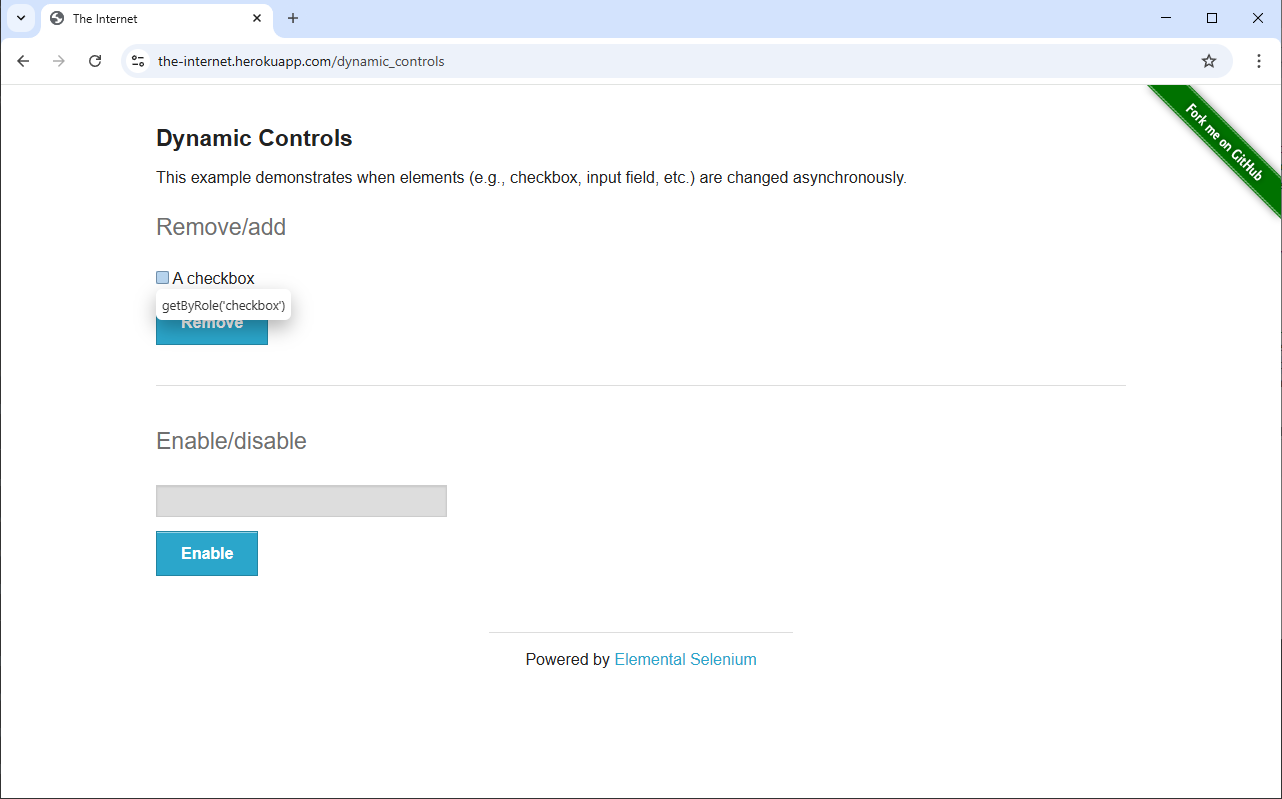 The Internet
the-internet.herokuapp.com/dynamic_controls
Fork me on GitHub
Dynamic Controls
This example demonstrates when elements (e.g., checkbox, input field, etc.) are changed asynchronously.
Remove/add
A checkbox
getByRole('checkbox')
Remove
Enable/disable
Enable
Powered by Elemental Selenium